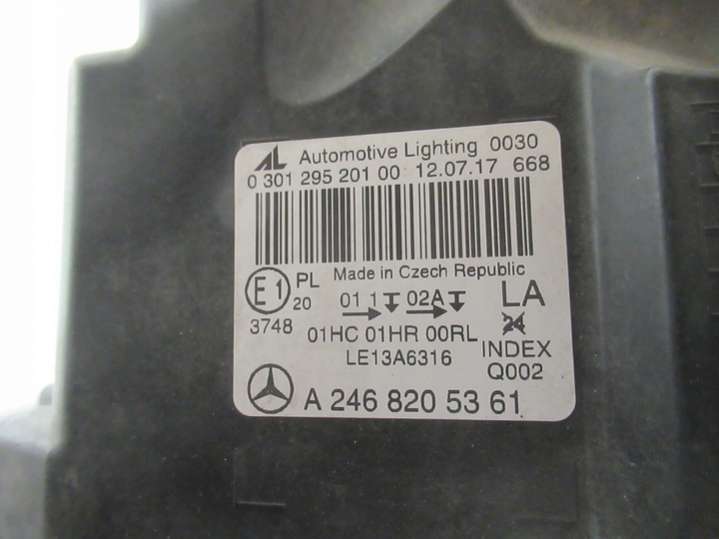 AL Automotive Lighting 0030
0 301 295 201 00 12.07.17 668
Made in Czech Republic
E1 PL
20
3748
01 1 02A
LA
24
01HC 01HR 00RL
INDEX
LE13A6316
Q002
A 246 820 53 61